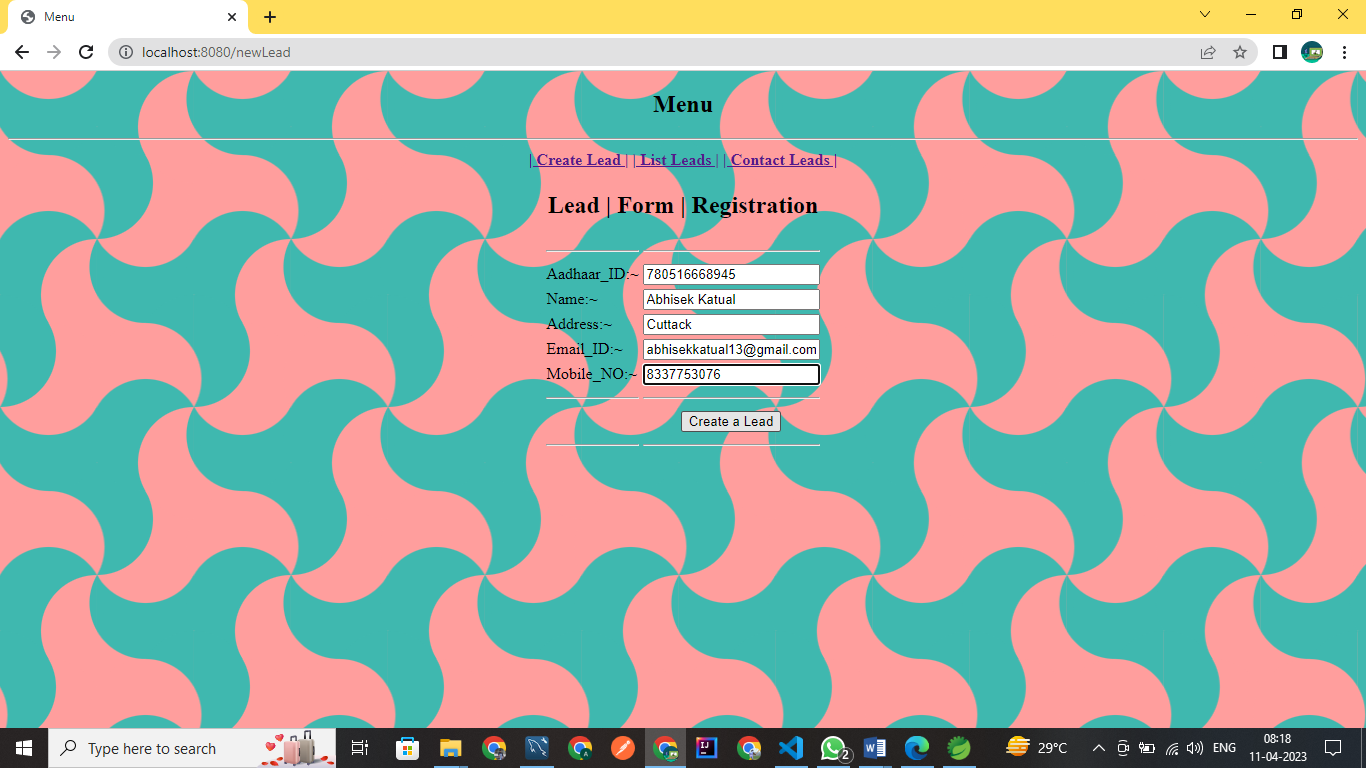 Menu
localhost:8080/newLead
Menu
| Create Lead | | List Leads | | Contact Leads |
Lead | Form | Registration
Aadhaar_ID:~ 780516668945
Name:~ Abhisek Katual
Address:~ Cuttack
Email_ID:~ abhisekkatual13@gmail.com
Mobile_NO:~ 8337753076
Create a Lead
Type here to search
2
29°C
ENG
08:18
11-04-2023